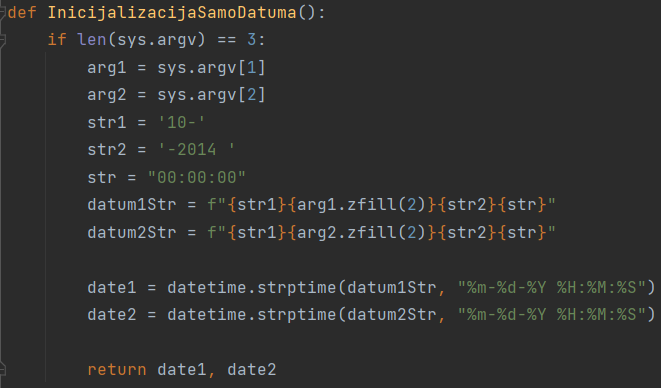 def InicijalizacijaSamoDatuma():
    if len(sys.argv) == 3:
        arg1 = sys.argv[1]
        arg2 = sys.argv[2]
        str1 = '10-'
        str2 = '-2014 '
        str = "00:00:00"
        datum1Str = f"{str1}{arg1.zfill(2)}{str2}{str}"
        datum2Str = f"{str1}{arg2.zfill(2)}{str2}{str}"

        date1 = datetime.strptime(datum1Str, "%m-%d-%Y %H:%M:%S")
        date2 = datetime.strptime(datum2Str, "%m-%d-%Y %H:%M:%S")

        return date1, date2